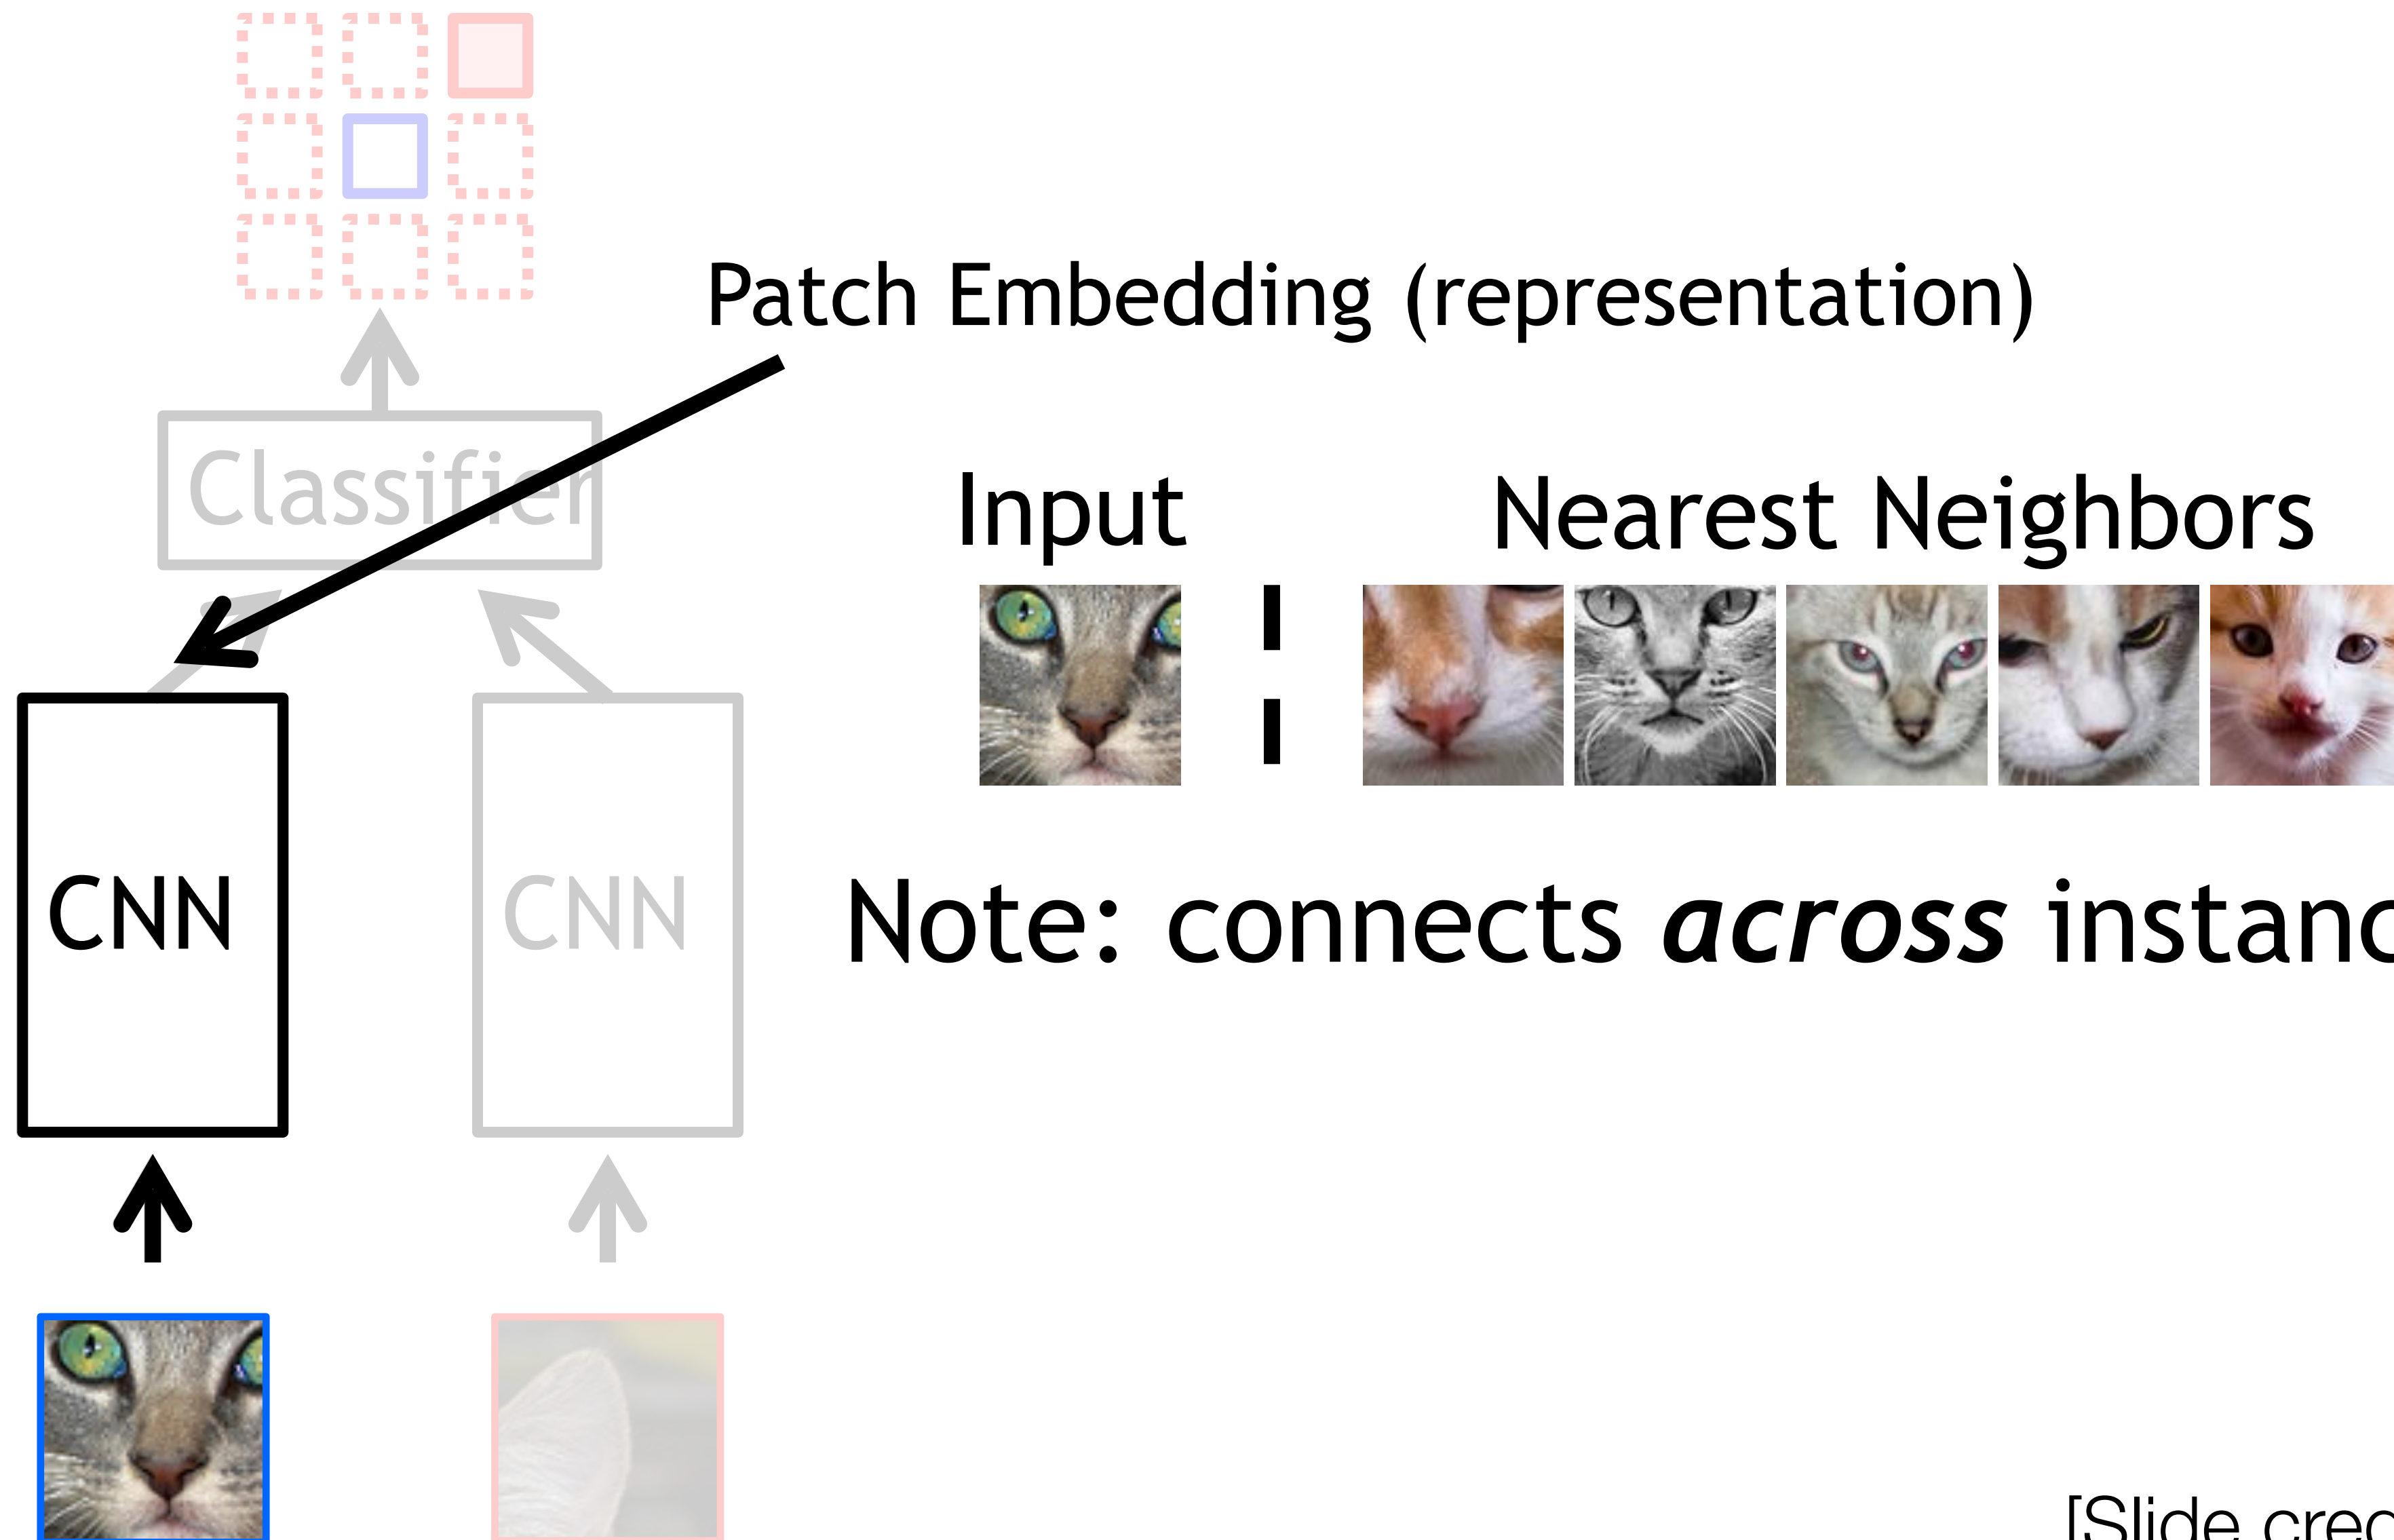 Patch Embedding (representation)
Classifier
Input
Nearest Neighbors
CNN
CNN
Note: connects across